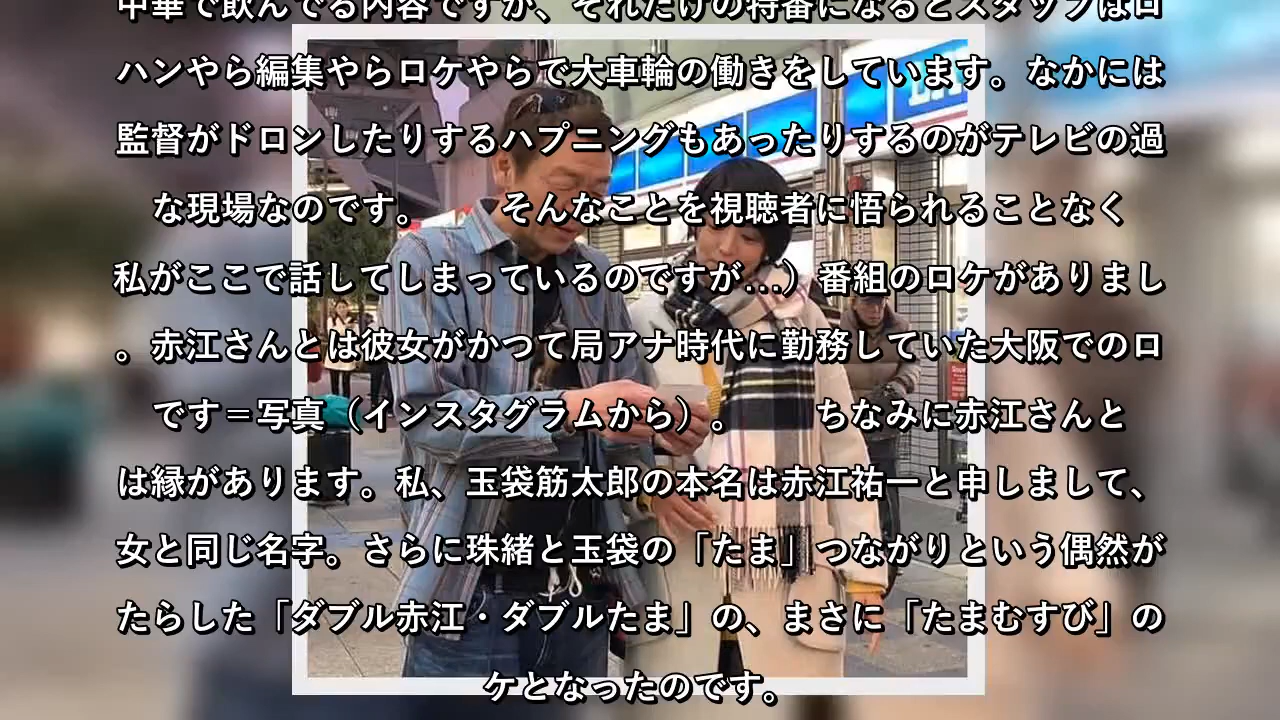 中華で飲んでる内容ですが、それだけの特番になるとスタッフはロ
ハンやら編集やらロケやらで大車輪の働きをしています。なかには
監督がドロンしたりするハプニングもあったりするのがテレビの過
な現場なのです。　　そんなことを視聴者に悟られることなく
私がここで話してしまっているのですが…）番組のロケがありまし
。赤江さんとは彼女がかつて局アナ時代に勤務していた大阪でのロ
です＝写真（インスタグラムから）。　　ちなみに赤江さんと
は縁があります。私、玉袋筋太郎の本名は赤江祐一と申しまして、
女と同じ名字。さらに珠緒と玉袋の「たま」つながりという偶然が
たらした「ダブル赤江・ダブルたま」の、まさに「たまむすび」の
ケとなったのです。